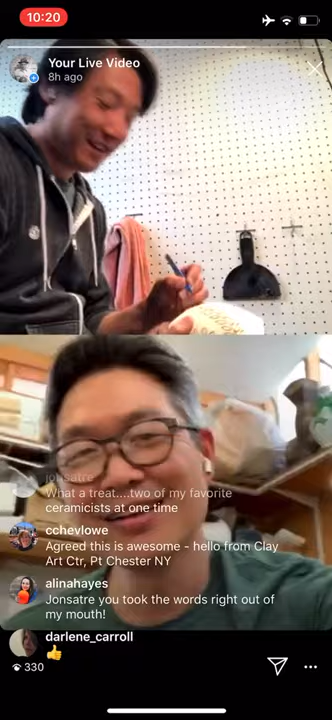 10:20
Your Live Video
8h ago
jonsatre
What a treat....two of my favorite
ceramicists at one time
cchevlowe
Agreed this is awesome - hello from Clay
Art Ctr, Pt Chester NY
alinahayes
Jonsatre you took the words right out of
my mouth!
darlene_carroll
👍
330